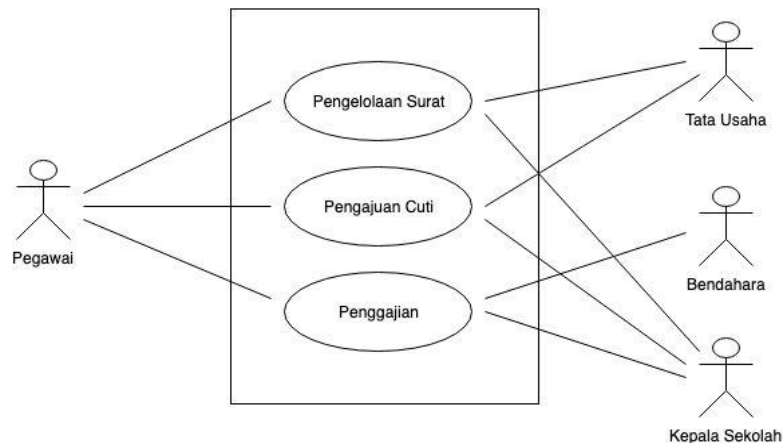 Pengelolaan Surat
Tata Usaha
Pengajuan Cuti
Pegawai
Bendahara
Penggajian
Kepala Sekolah